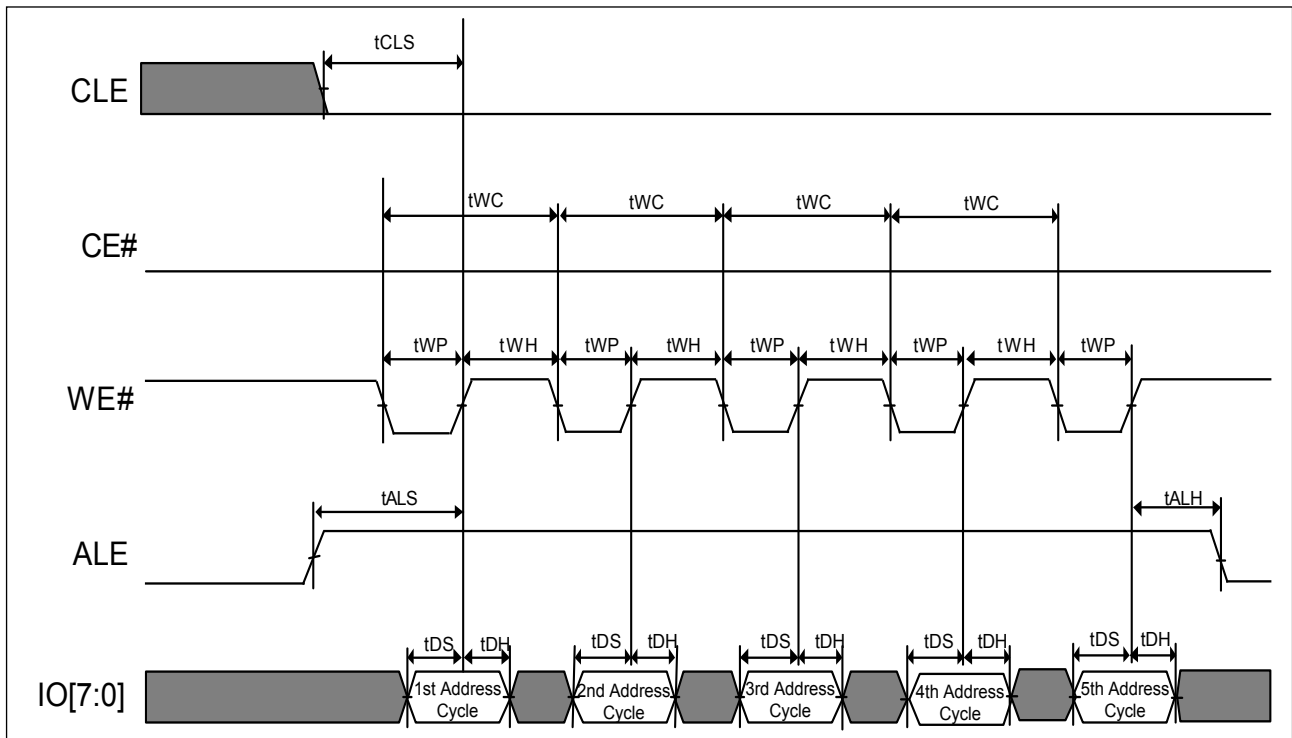 tCLS
CLE
tWC tWC tWC tWC
CE#
tWP tWH tWP tWH tWP tWH tWP tWH tWP
WE#
tALS tALH
ALE
tDS tDH tDS tDH tDS tDH tDS tDH tDS tDH
IO[7:0]
1st Address 2nd Address 3rd Address 4th Address 5th Address
Cycle Cycle Cycle Cycle Cycle